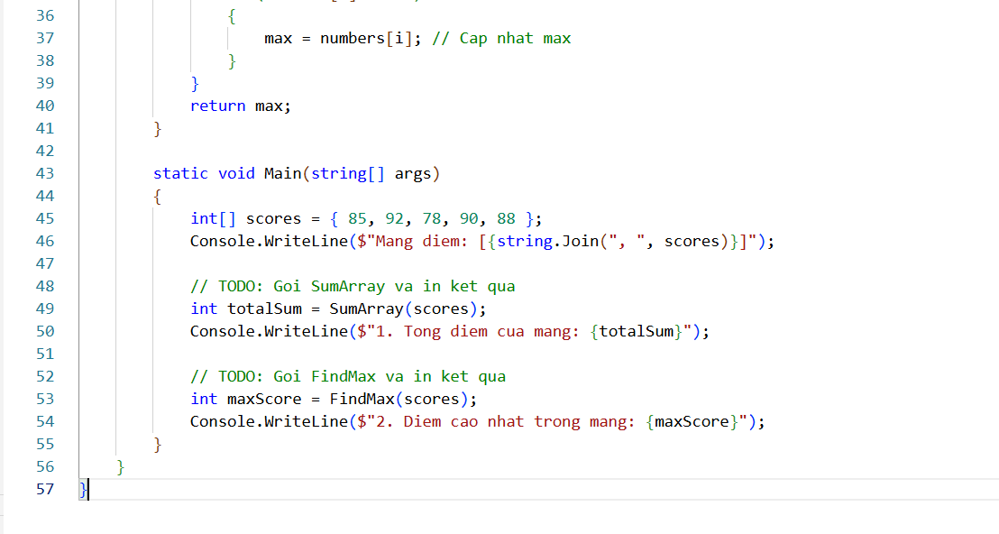 36 {
37 max = numbers[i]; // Cap nhat max
38 }
39 }
40 return max;
41 }
42
43 static void Main(string[] args)
44 {
45 int[] scores = { 85, 92, 78, 90, 88 };
46 Console.WriteLine($"Mang diem: [{string.Join(", ", scores)}]");
47
48 // TODO: Goi SumArray va in ket qua
49 int totalSum = SumArray(scores);
50 Console.WriteLine($"1. Tong diem cua mang: {totalSum}");
51
52 // TODO: Goi FindMax va in ket qua
53 int maxScore = FindMax(scores);
54 Console.WriteLine($"2. Diem cao nhat trong mang: {maxScore}");
55 }
56 }
57 }